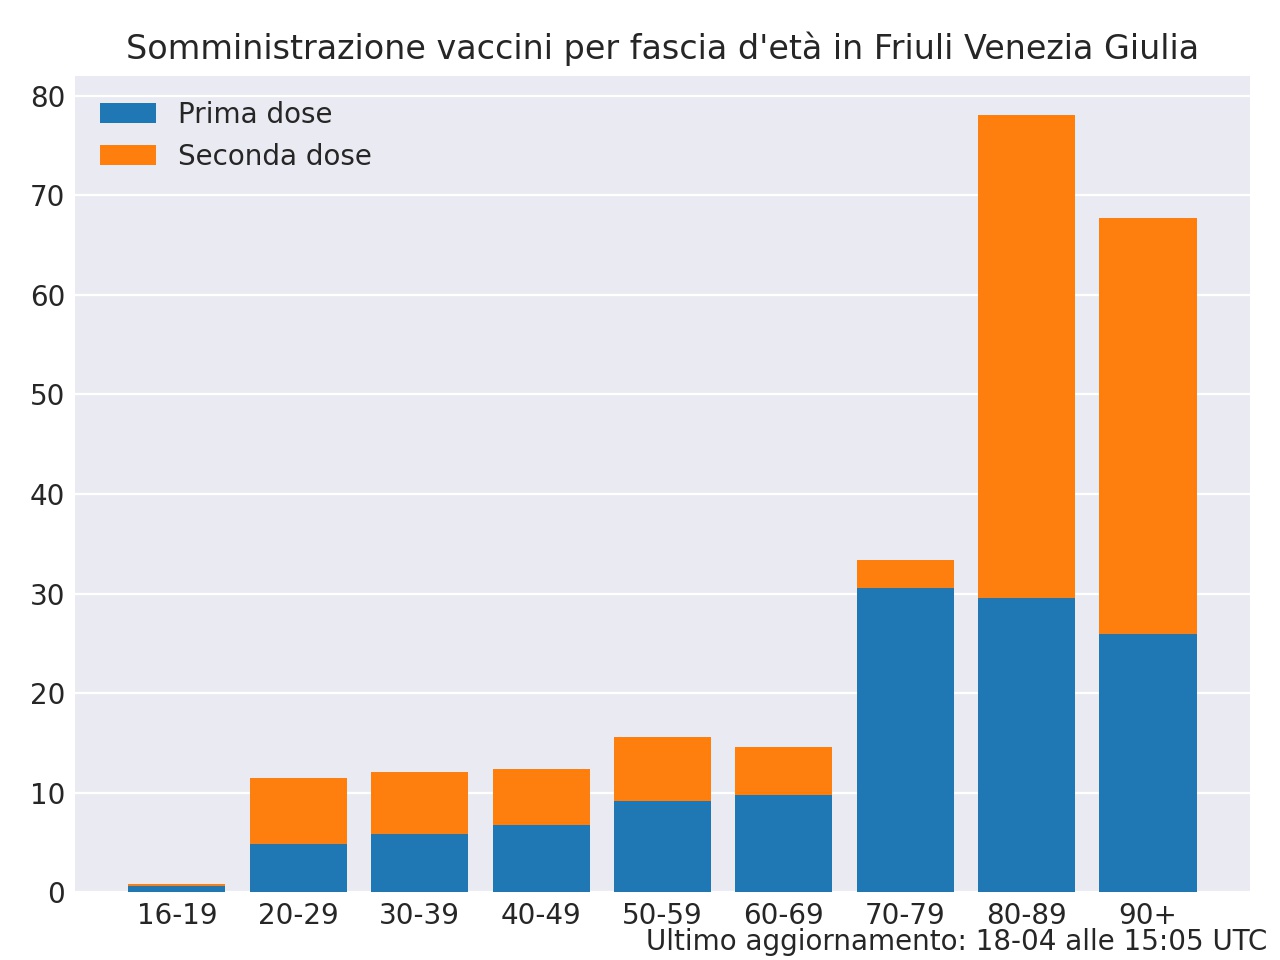 Somministrazione vaccini per fascia d'età in Friuli Venezia Giulia
Prima dose
Seconda dose
80
70
60
50
40
30
20
10
0
16-19 20-29 30-39 40-49 50-59 60-69 70-79 80-89 90+
Ultimo aggiornamento: 18-04 alle 15:05 UTC